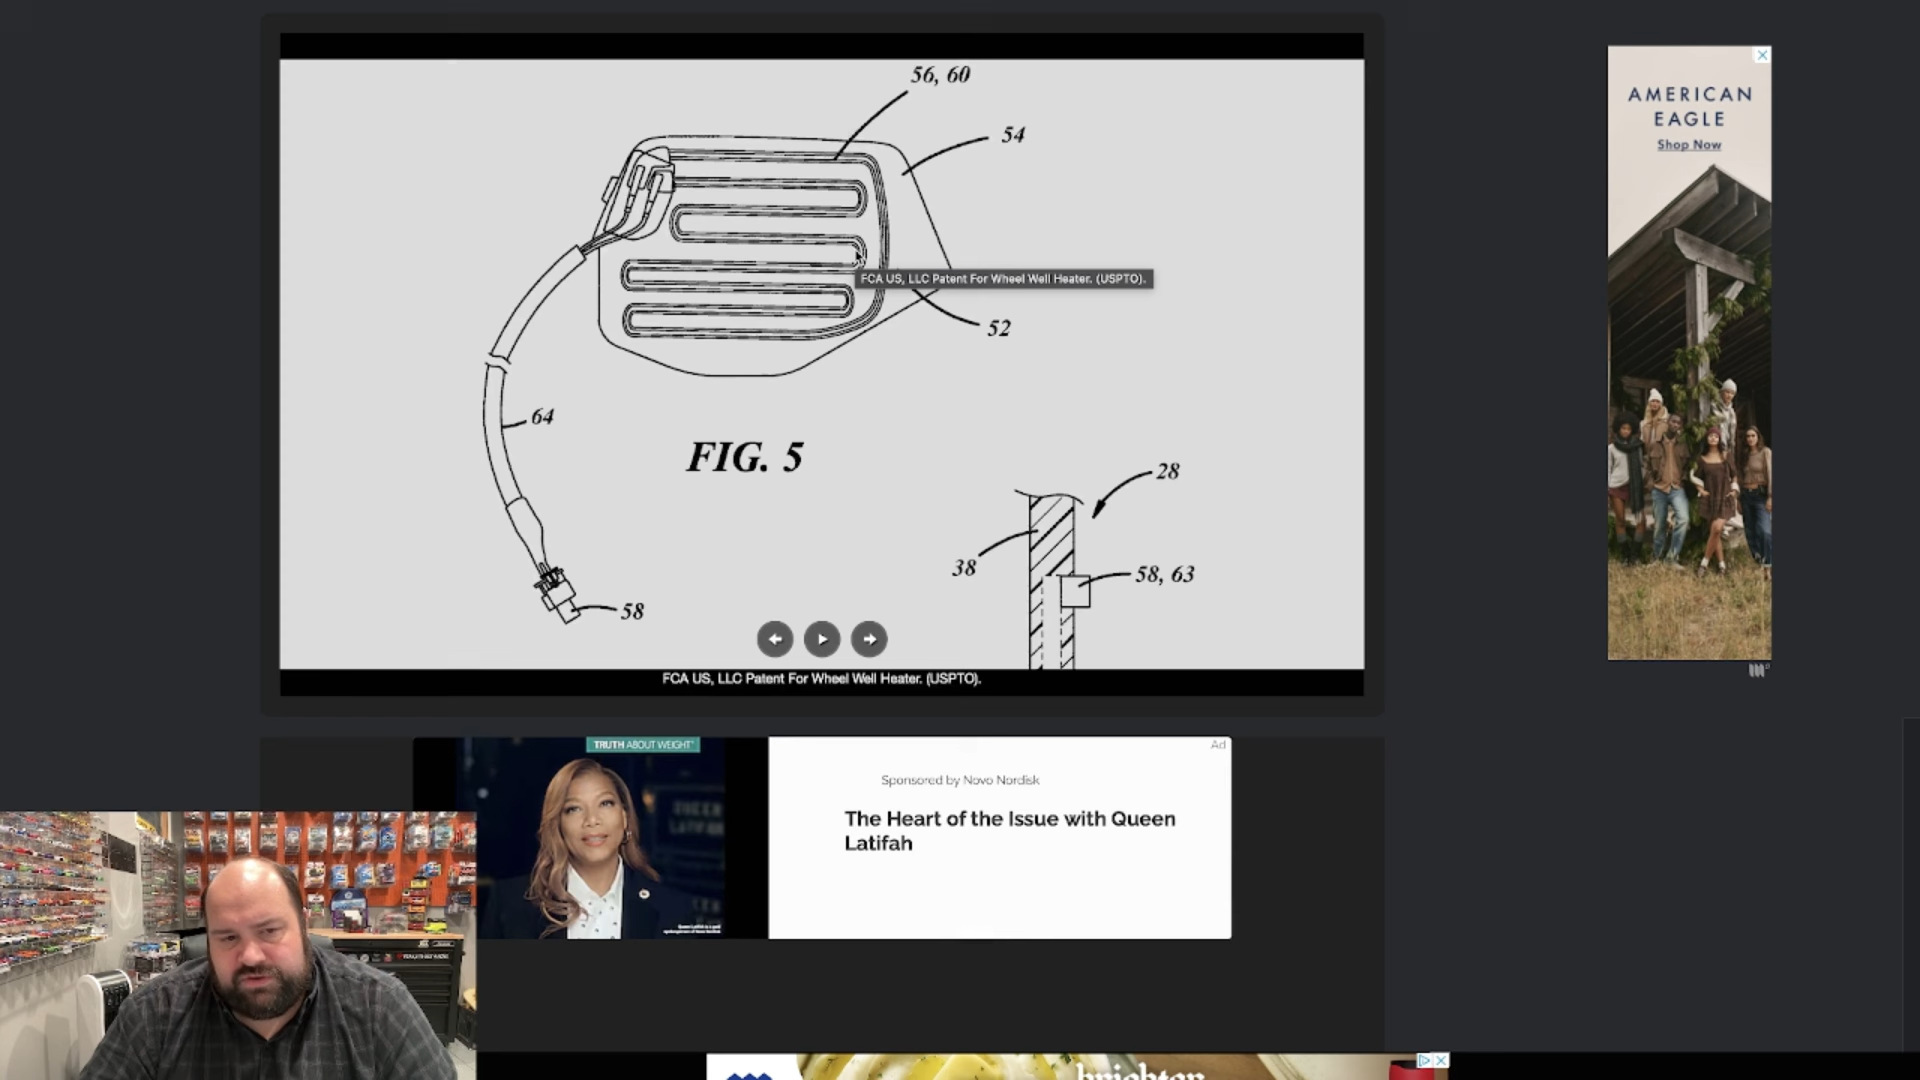 56, 60
54
AMERICAN
EAGLE
Shop Now
FCA US, LLC Patent For Wheel Well Heater. (USPTO).
52
64
FIG. 5
28
38
58, 63
58
FCA US, LLC Patent For Wheel Well Heater. (USPTO).
TRUTH ABOUT WEIGHT
Ad
Sponsored by Novo Nordisk
The Heart of the Issue with Queen
Latifah
brighter